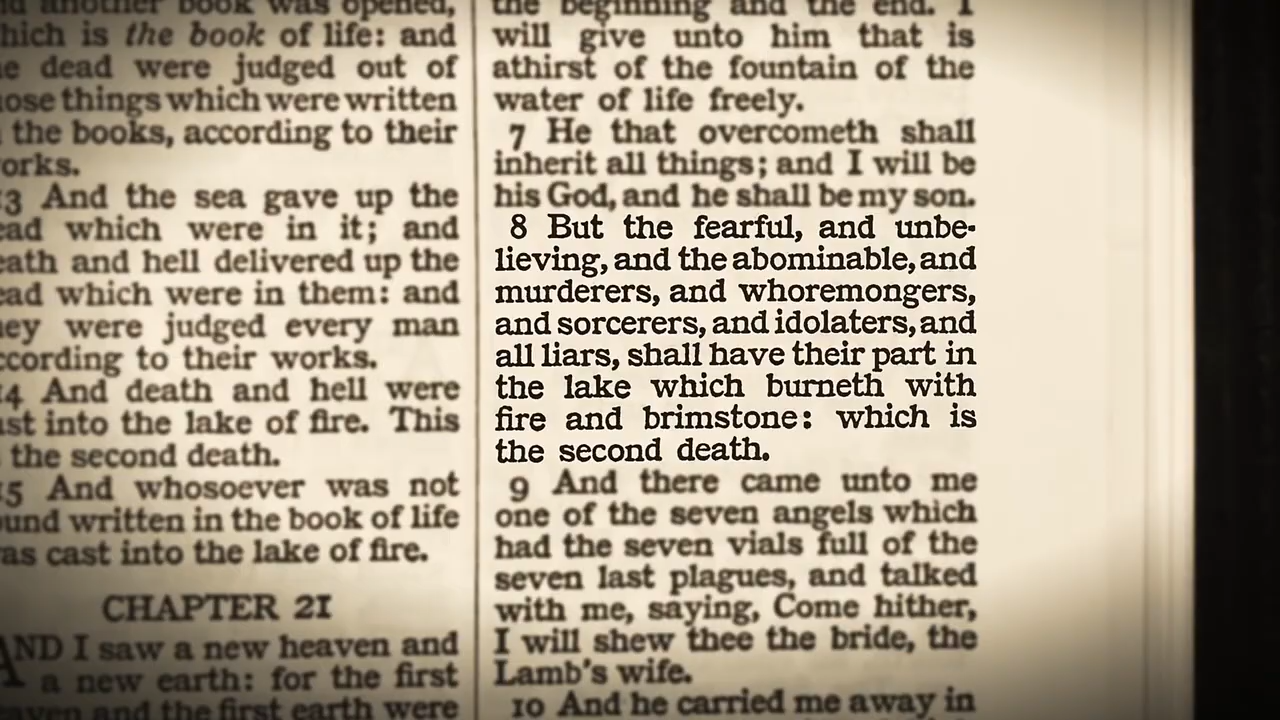 another book was opened,
is the book of life: and
dead were judged out of
things which were written
the books, according to their
3 And the sea gave up the
which were in it; and
and hell delivered up the
which were in them: and
were judged every man
to their works.
4 And death and hell were
into the lake of fire. This
the second death.
5 And whosoever was not
written in the book of life
cast into the lake of fire.
CHAPTER 21
AND I saw a new heaven and
a new earth: for the first
and the first earth were
the beginning and the end. I
will give unto him that is
athirst of the fountain of the
water of life freely.
7 He that overcometh shall
inherit all things; and I will be
his God, and he shall be my son.
8 But the fearful, and unbe-
lieving, and the abominable, and
murderers, and whoremongers,
and sorcerers, and idolaters, and
all liars, shall have their part in
the lake which burneth with
fire and brimstone: which is
the second death.
9 And there came unto me
one of the seven angels which
had the seven vials full of the
seven last plagues, and talked
with me, saying, Come hither,
I will shew thee the bride, the
Lamb's wife.
10 And he carried me away in